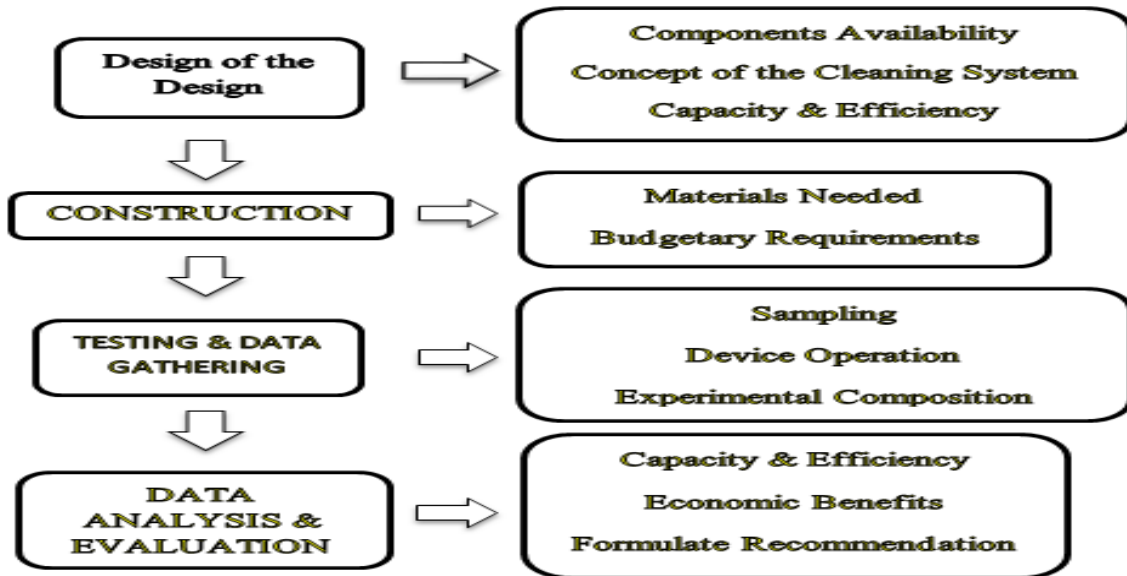 Design of the
Design
Components Availability
Concept of the Cleaning System
Capacity & Efficiency
CONSTRUCTION
Materials Needed
Budgetary Requirements
TESTING & DATA
GATHERING
Sampling
Device Operation
Experimental Composition
DATA
ANALYSIS &
EVALUATION
Capacity & Efficiency
Economic Benefits
Formulate Recommendation